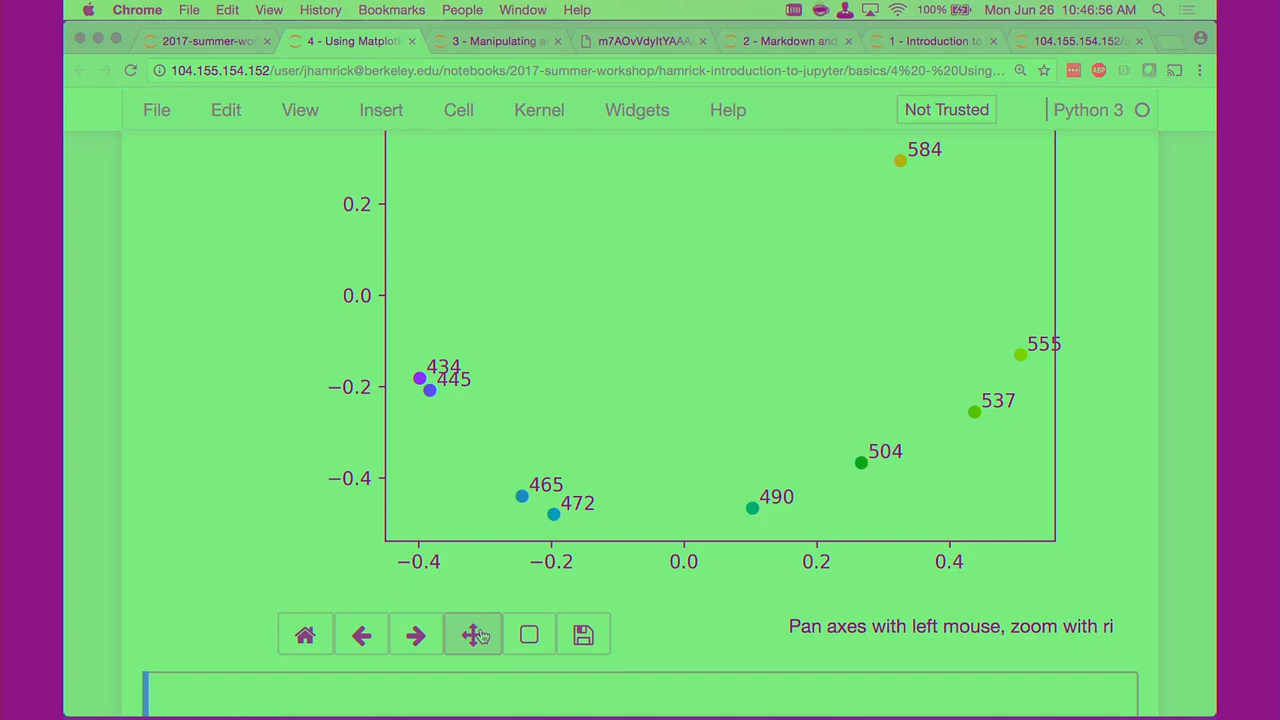 Chrome File Edit View History Bookmarks People Window Help 100% Mon Jun 26 10:46:56 AM
2017-summer-wo 4 - Using Matplotli 3 - Manipulating a m7AOvVdyItYAAA 2 - Markdown and 1 - Introduction to 104.155.154.152/u
104.155.154.152/user/jhamrick@berkeley.edu/notebooks/2017-summer-workshop/hamrick-introduction-to-jupyter/basics/4%20-%20Using...
File Edit View Insert Cell Kernel Widgets Help Not Trusted Python 3
584
0.2
0.0
555
434
445
−0.2
537
504
−0.4
465
490
472
−0.4 −0.2 0.0 0.2 0.4
Pan axes with left mouse, zoom with ri